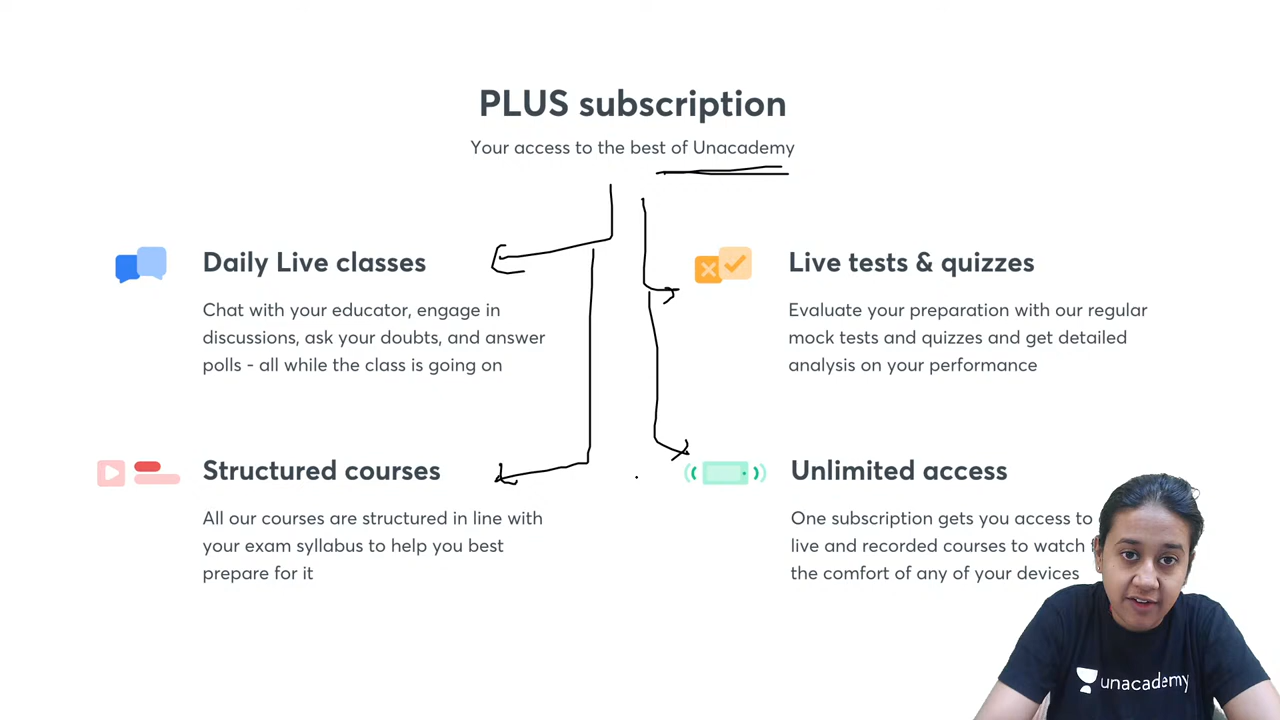 PLUS subscription
Your access to the best of Unacademy
Daily Live classes
Chat with your educator, engage in
discussions, ask your doubts, and answer
polls - all while the class is going on
Live tests & quizzes
Evaluate your preparation with our regular
mock tests and quizzes and get detailed
analysis on your performance
Structured courses
All our courses are structured in line with
your exam syllabus to help you best
prepare for it
Unlimited access
One subscription gets you access to
live and recorded courses to watch
the comfort of any of your devices
unacademy